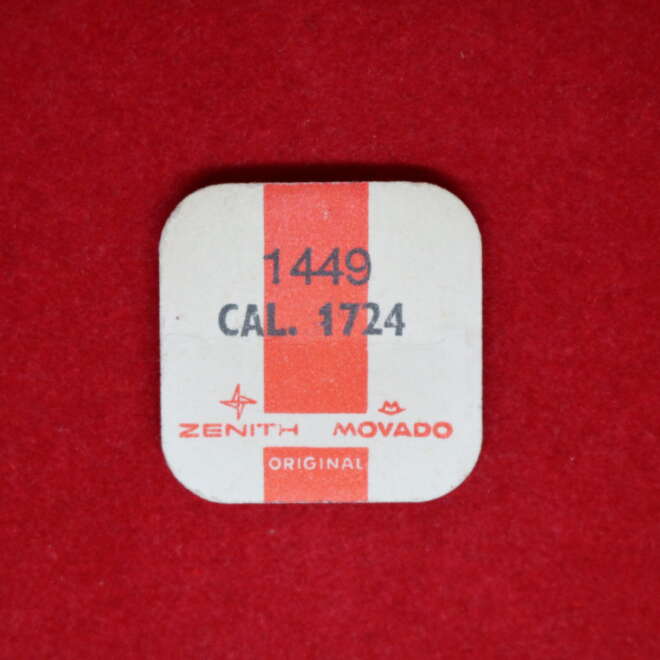 1449
CAL. 1724
ZENITH MOVADO
ORIGINAL